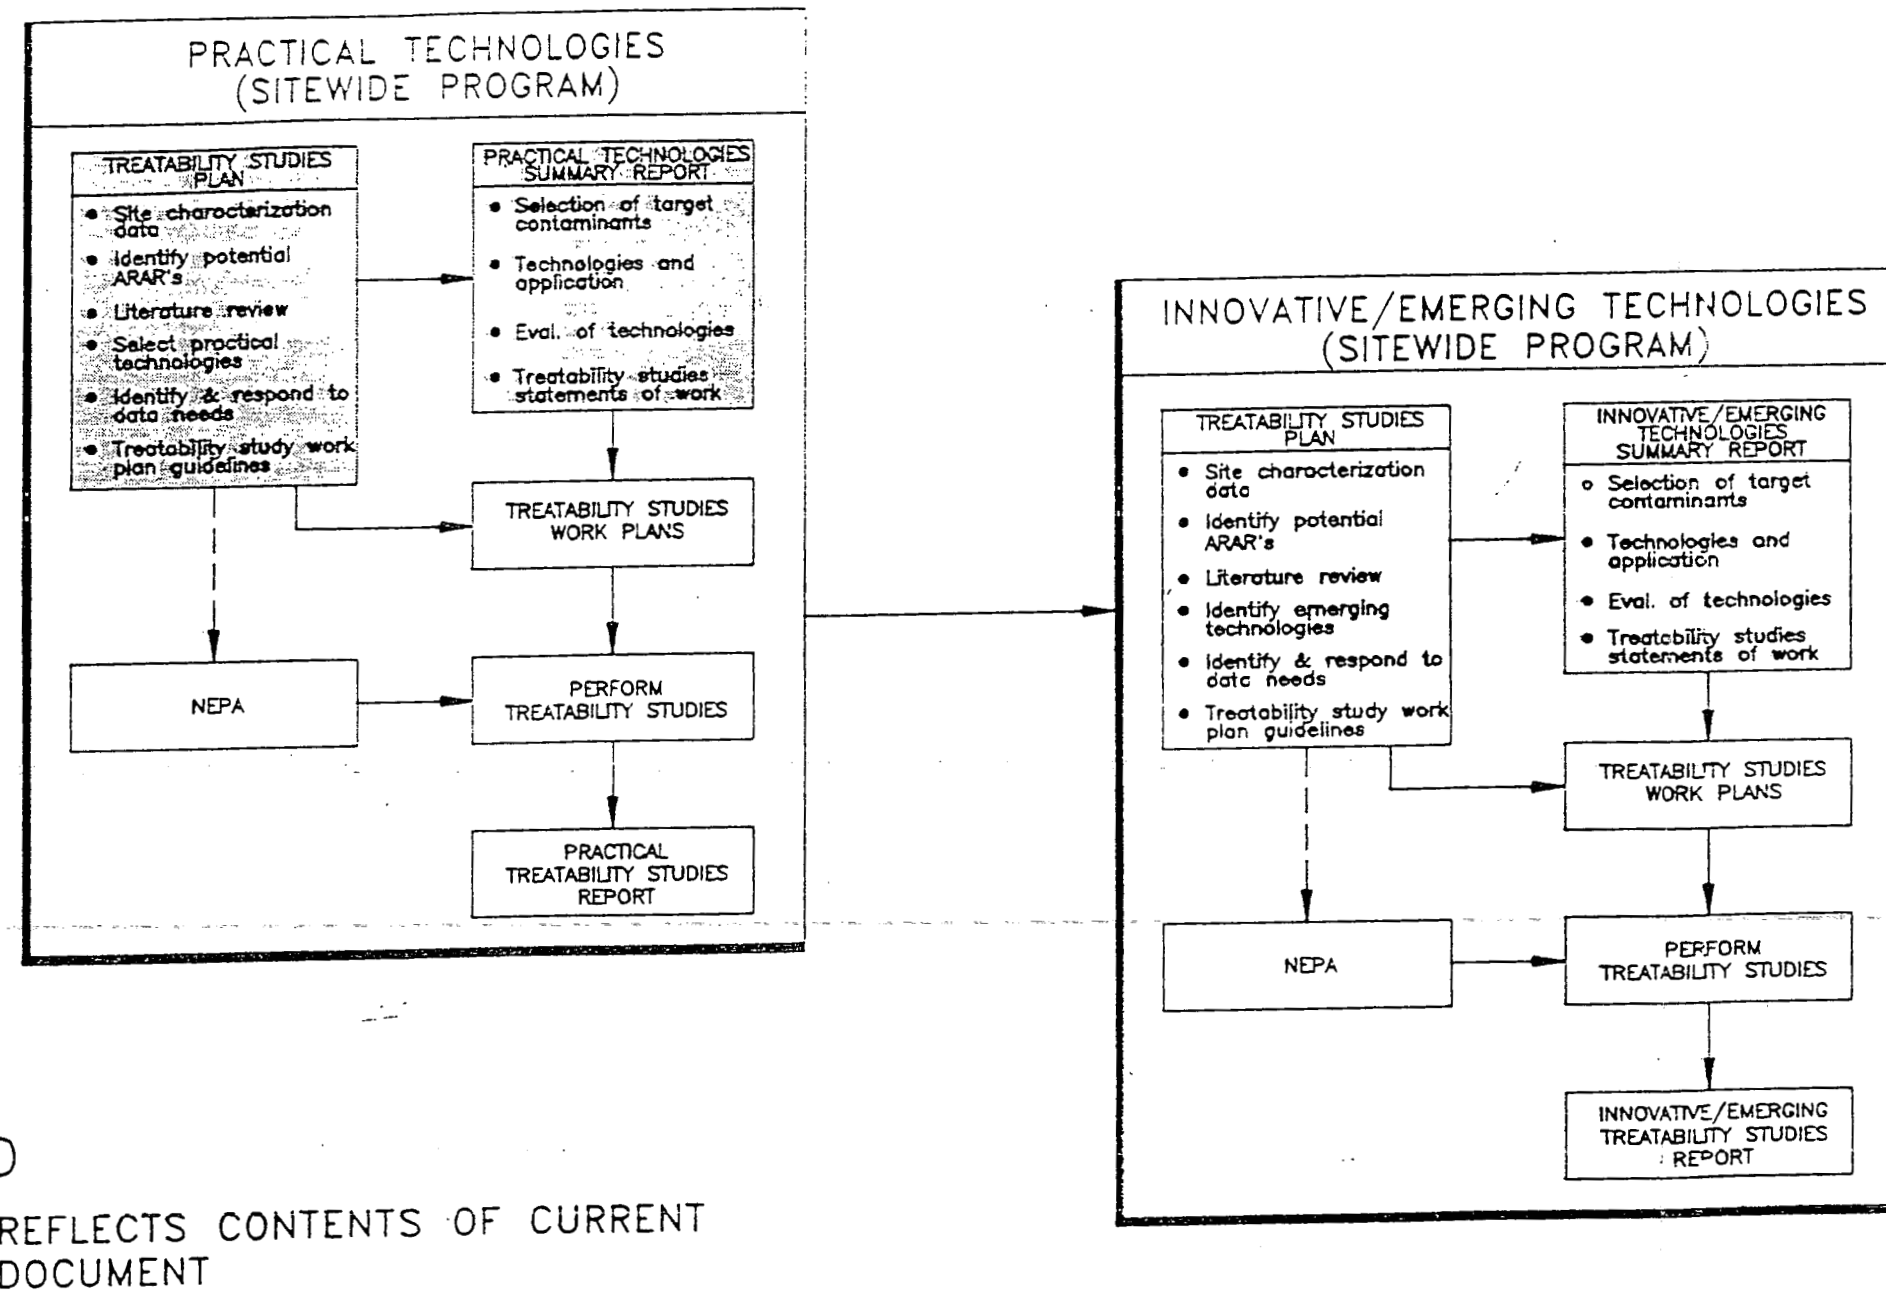 PRACTICAL TECHNOLOGIES
(SITEWIDE PROGRAM)
TREATABILITY STUDIES
PLAN
• Site characterization
data
• Identify potential
ARAR's
• Literature review
• Select practical
technologies
• Identify & respond to
data needs
• Treatability study work
plan guidelines
PRACTICAL TECHNOLOGIES
SUMMARY REPORT
• Selection of target
contaminants
• Technologies and
application
• Eval. of technologies
• Treatability studies
statements of work
TREATABILITY STUDIES
WORK PLANS
NEPA
PERFORM
TREATABILITY STUDIES
PRACTICAL
TREATABILITY STUDIES
REPORT
INNOVATIVE/EMERGING TECHNOLOGIES
(SITEWIDE PROGRAM)
TREATABILITY STUDIES
PLAN
• Site characterization
data
• Identify potential
ARAR's
• Literature review
• Identify emerging
technologies
• Identify & respond to
data needs
• Treatability study work
plan guidelines
INNOVATIVE/EMERGING
TECHNOLOGIES
SUMMARY REPORT
• Selection of target
contaminants
• Technologies and
application
• Eval. of technologies
• Treatability studies
statements of work
TREATABILITY STUDIES
WORK PLANS
NEPA
PERFORM
TREATABILITY STUDIES
INNOVATIVE/EMERGING
TREATABILITY STUDIES
REPORT
REFLECTS CONTENTS OF CURRENT
DOCUMENT